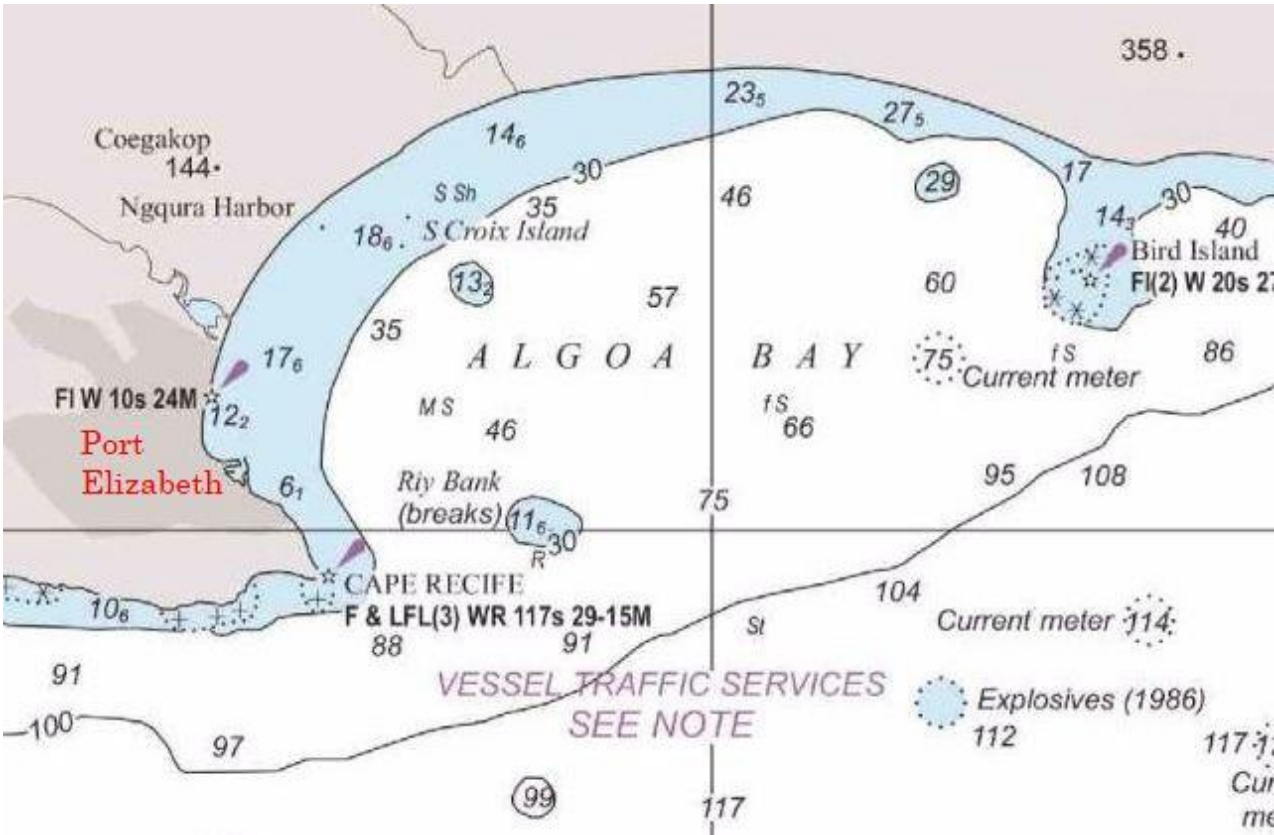 358
23₅
27₅
14₆
Coegakop
144
17
30
29
S Sh
46
30
35
14₃
Ngqura Harbor
40
18₆
S Croix Island
Bird Island
13₂
60
Fl(2) W 20s 27
57
35
17₆
ALGOA BAY
75
f S
86
Current meter
Fl W 10s 24M
12₂
M S
f S
46
66
Port
Elizabeth
95
108
6₁
Riy Bank
(breaks)
75
11₆
30
R
CAPE RECIFE
104
10₆
F & LFL(3) WR 117s 29-15M
St
Current meter 114
88
91
91
VESSEL TRAFFIC SERVICES
SEE NOTE
Explosives (1986)
100
97
112
117
99
117